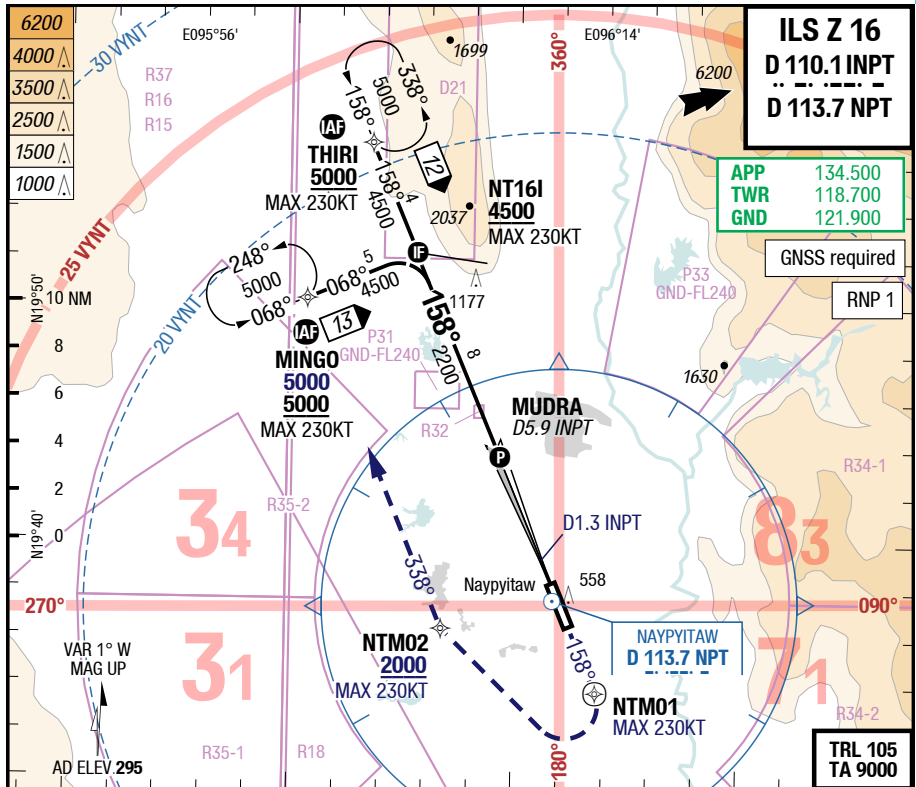 6200
4000
3500
2500
1500
1000
30 VYNT
E095°56'
360°
E096°14'
ILS Z 16
D 110.1 INPT
D 113.7 NPT
R37
R16
R15
1699
D21
6200
158°
5000
338°
IAF
THIRI
5000
MAX 230KT
158°
4
4500
12
NT16I
4500
MAX 230KT
2037
APP 134.500
TWR 118.700
GND 121.900
GNSS required
RNP 1
25 VYNT
20 VYNT
248°
5000
068°
068°
5
4500
IF
1177
P33
GND-FL240
N19°50'
10 NM
8
6
4
2
0
N19°40'
IAF
13
MINGO
5000
5000
MAX 230KT
P31
GND-FL240
158°
8
2200
R32
MUDRA
D5.9 INPT
P
1630
R34-1
34
R35-2
83
D1.3 INPT
338°
Naypyitaw
558
270°
090°
NTM02
2000
MAX 230KT
NAYPYITAW
D 113.7 NPT
158°
NTM01
MAX 230KT
31
71
VAR 1° W
MAG UP
R34-2
R35-1
R18
180°
AD ELEV.295
TRL 105
TA 9000